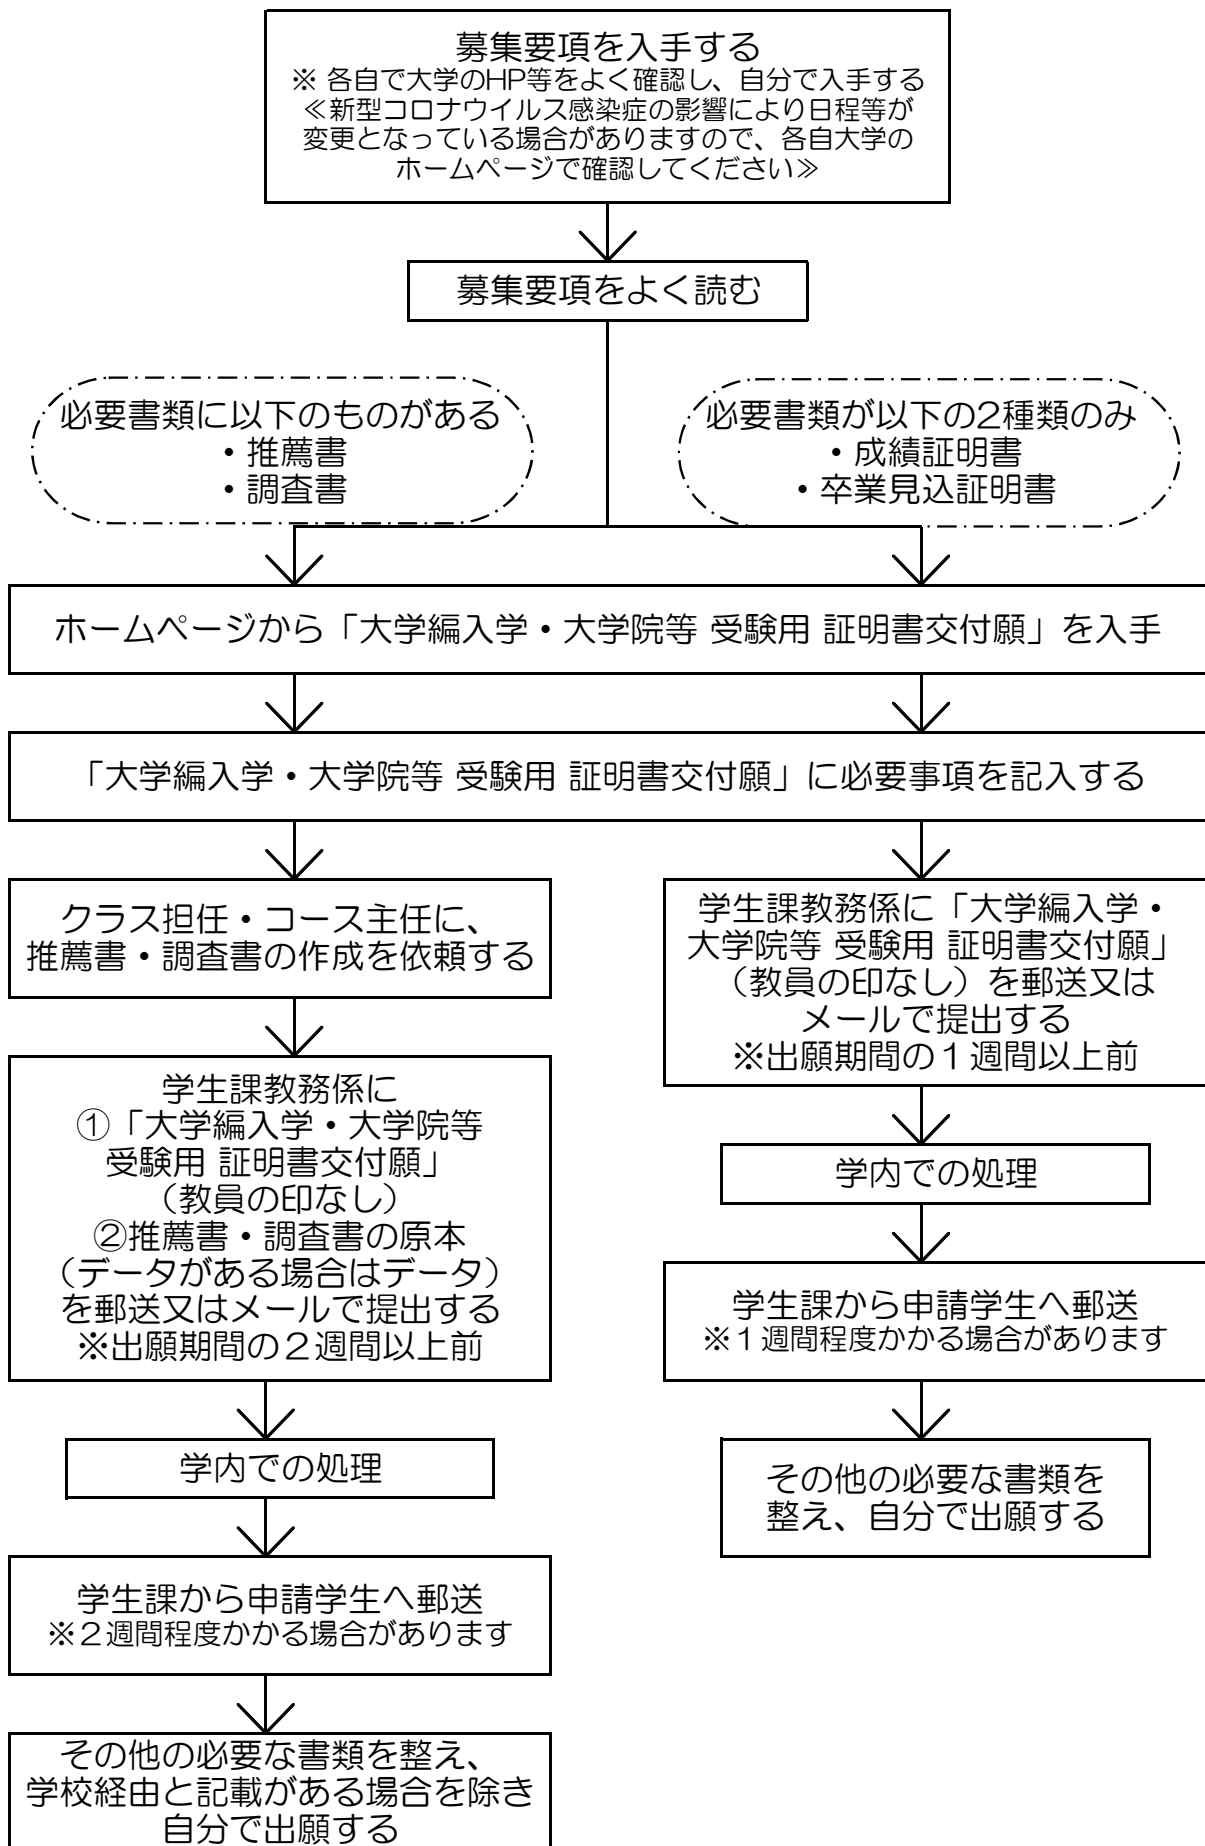 募集要項を入手する
※ 各自で大学のHP等をよく確認し、自分で入手する
≪新型コロナウイルス感染症の影響により日程等が
変更となっている場合がありますので、各自大学の
ホームページで確認してください≫
募集要項をよく読む
必要書類に以下のものがある
・推薦書
・調査書
必要書類が以下の2種類のみ
・成績証明書
・卒業見込証明書
ホームページから「大学編入学・大学院等 受験用 証明書交付願」を入手
「大学編入学・大学院等 受験用 証明書交付願」に必要事項を記入する
クラス担任・コース主任に、
推薦書・調査書の作成を依頼する
学生課教務係に
①「大学編入学・大学院等
受験用 証明書交付願」
（教員の印なし）
②推薦書・調査書の原本
（データがある場合はデータ）
を郵送又はメールで提出する
※出願期間の２週間以上前
学内での処理
学生課から申請学生へ郵送
※２週間程度かかる場合があります
その他の必要な書類を整え、
学校経由と記載がある場合を除き
自分で出願する
学生課教務係に「大学編入学・
大学院等 受験用 証明書交付願」
（教員の印なし）を郵送又は
メールで提出する
※出願期間の１週間以上前
学内での処理
学生課から申請学生へ郵送
※１週間程度かかる場合があります
その他の必要な書類を
整え、自分で出願する